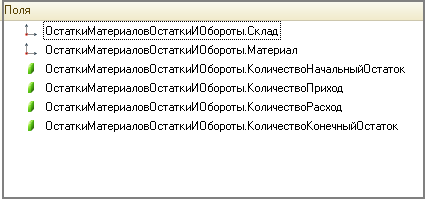 Поля
ОстаткиМатериаловОстаткиИОбороты.Склад
ОстаткиМатериаловОстаткиИОбороты.Материал
ОстаткиМатериаловОстаткиИОбороты.КоличествоНачальныйОстаток
ОстаткиМатериаловОстаткиИОбороты.КоличествоПриход
ОстаткиМатериаловОстаткиИОбороты.КоличествоРасход
ОстаткиМатериаловОстаткиИОбороты.КоличествоКонечныйОстаток